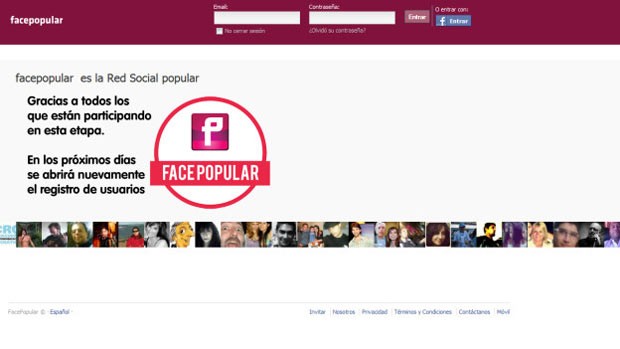 facepopular
Email:
Contraseña:
O entrar con:
Entrar
f Entrar
No cerrar sesión
¿Olvidó su contraseña?
facepopular es la Red Social popular
Gracias a todos los
que están participando
en esta etapa.
En los próximos días
se abrirá nuevamente
el registro de usuarios
FACEPOPULAR
FacePopular © · Español ·
Invitar | Nosotros | Privacidad | Términos y Condiciones | Contáctanos | Móvil